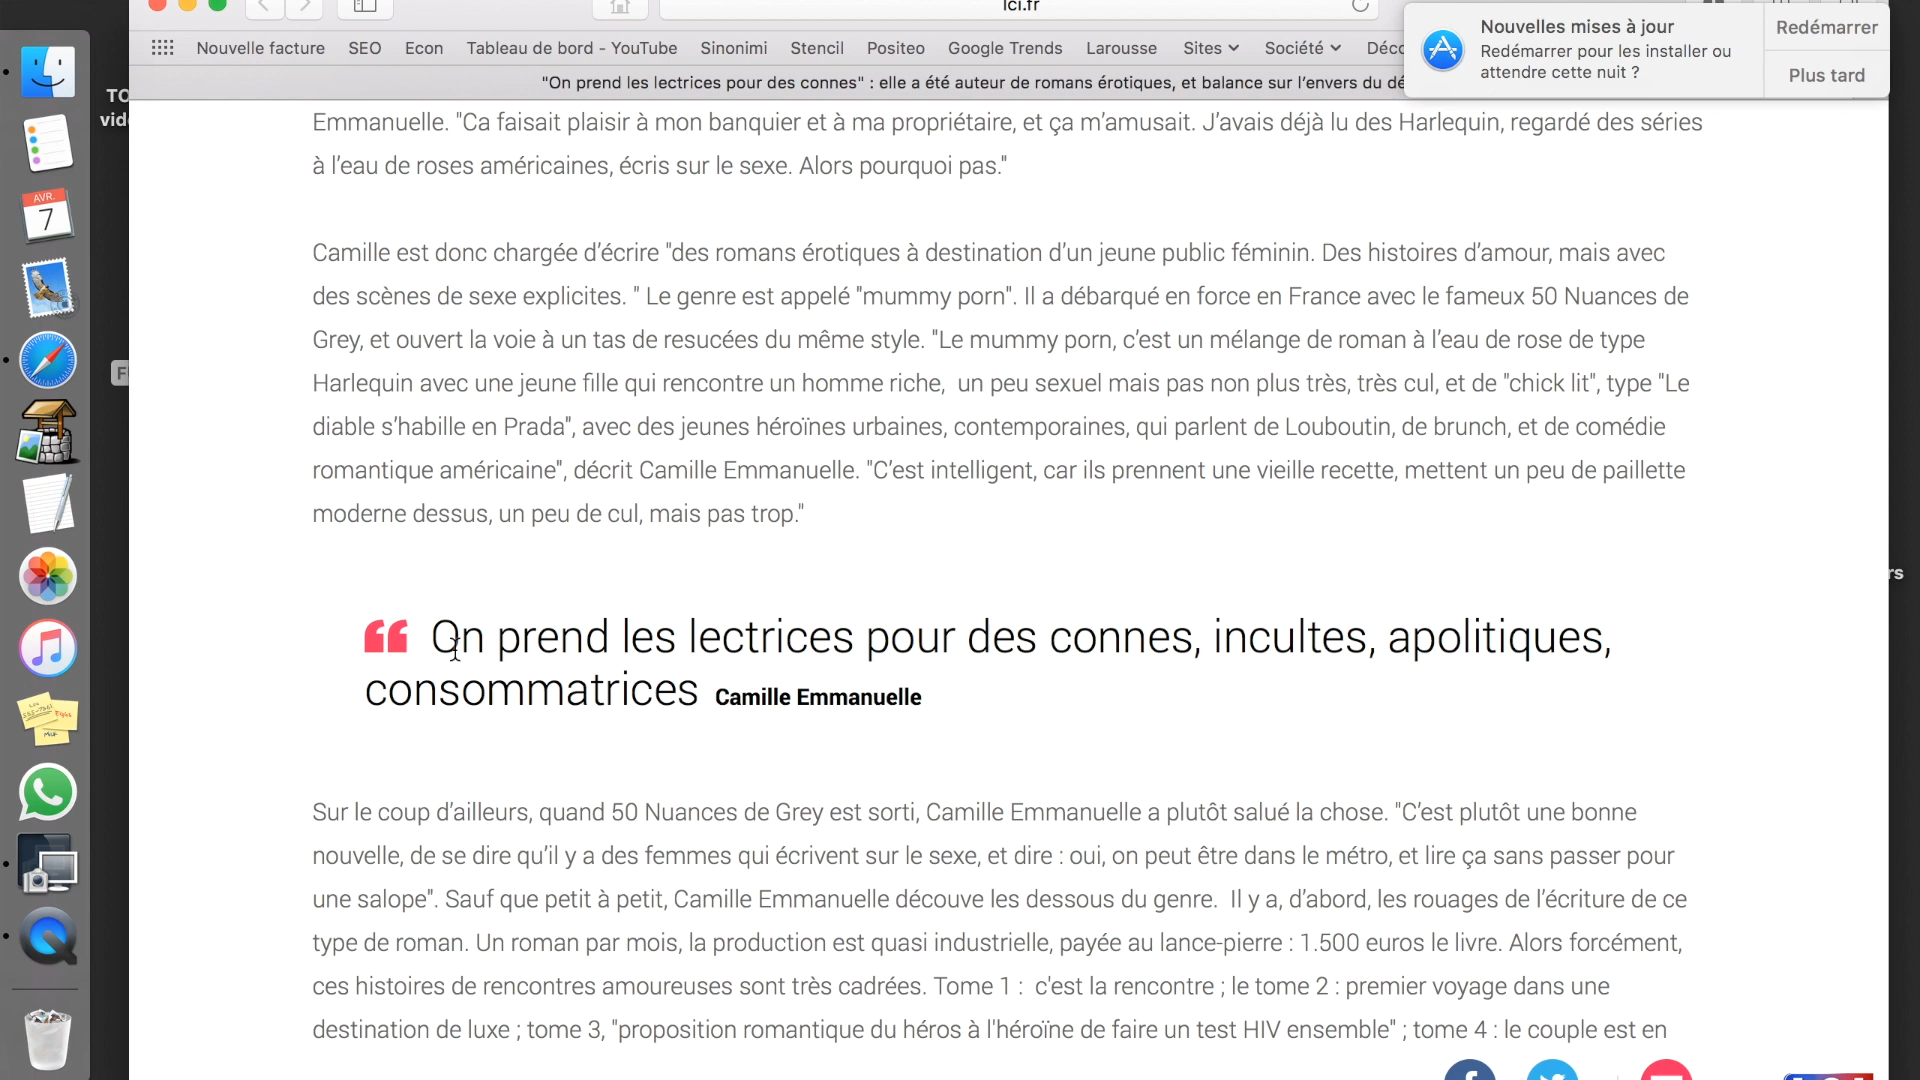 lci.fr
Nouvelle facture SEO Econ Tableau de bord - YouTube Sinonimi Stencil Positeo Google Trends Larousse Sites Société
"On prend les lectrices pour des connes" : elle a été auteur de romans érotiques, et balance sur l'envers du
Nouvelles mises à jour
Redémarrer pour les installer ou
attendre cette nuit ?
Redémarrer
Plus tard
AVR.
7
Emmanuelle. "Ca faisait plaisir à mon banquier et à ma propriétaire, et ça m'amusait. J'avais déjà lu des Harlequin, regardé des séries
à l'eau de roses américaines, écris sur le sexe. Alors pourquoi pas."
Camille est donc chargée d'écrire "des romans érotiques à destination d'un jeune public féminin. Des histoires d'amour, mais avec
des scènes de sexe explicites. " Le genre est appelé "mummy porn". Il a débarqué en force en France avec le fameux 50 Nuances de
Grey, et ouvert la voie à un tas de resucées du même style. "Le mummy porn, c'est un mélange de roman à l'eau de rose de type
Harlequin avec une jeune fille qui rencontre un homme riche, un peu sexuel mais pas non plus très, très cul, et de "chick lit", type "Le
diable s'habille en Prada", avec des jeunes héroïnes urbaines, contemporaines, qui parlent de Louboutin, de brunch, et de comédie
romantique américaine", décrit Camille Emmanuelle. "C'est intelligent, car ils prennent une vieille recette, mettent un peu de paillette
moderne dessus, un peu de cul, mais pas trop."
On prend les lectrices pour des connes, incultes, apolitiques,
consommatrices Camille Emmanuelle
Sur le coup d'ailleurs, quand 50 Nuances de Grey est sorti, Camille Emmanuelle a plutôt salué la chose. "C'est plutôt une bonne
nouvelle, de se dire qu'il y a des femmes qui écrivent sur le sexe, et dire : oui, on peut être dans le métro, et lire ça sans passer pour
une salope". Sauf que petit à petit, Camille Emmanuelle découve les dessous du genre. Il y a, d'abord, les rouages de l'écriture de ce
type de roman. Un roman par mois, la production est quasi industrielle, payée au lance-pierre : 1.500 euros le livre. Alors forcément,
ces histoires de rencontres amoureuses sont très cadrées. Tome 1 : c'est la rencontre ; le tome 2 : premier voyage dans une
destination de luxe ; tome 3, "proposition romantique du héros à l'héroïne de faire un test HIV ensemble" ; tome 4 : le couple est en